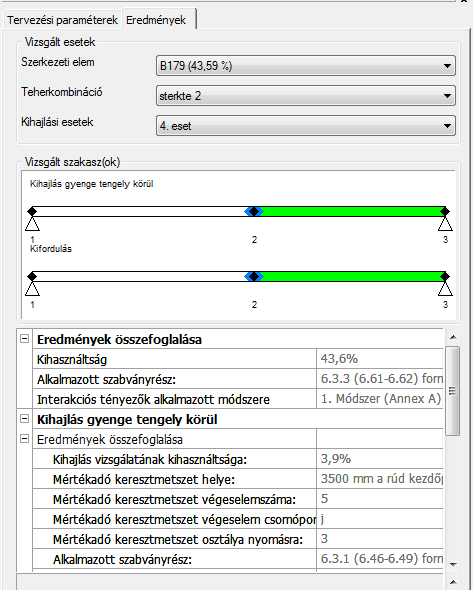 Tervezési paraméterek Eredmények
Vizsgált esetek
Szerkezeti elem B179 (43,59 %)
Teherkombináció sterkte 2
Kihajlási esetek 4. eset
Vizsgált szakasz(ok)
Kihajlás gyenge tengely körül
1 2 3
Kifordulás
1 2 3
Eredmények összefoglalása
Kihasználtság 43,6%
Alkalmazott szabványrész: 6.3.3 (6.61-6.62) forn
Interakciós tényezők alkalmazott módszere 1. Módszer (Annex A)
Kihajlás gyenge tengely körül
Eredmények összefoglalása
Kihajlás vizsgálatának kihasználtsága: 3,9%
Mértékadó keresztmetszet helye: 3500 mm a rúd kezdőp
Mértékadó keresztmetszet végeselemszáma: 5
Mértékadó keresztmetszet végeselem csomópon j
Mértékadó keresztmetszet osztálya nyomásra: 3
Alkalmazott szabványrész: 6.3.1 (6.46-6.49) forn